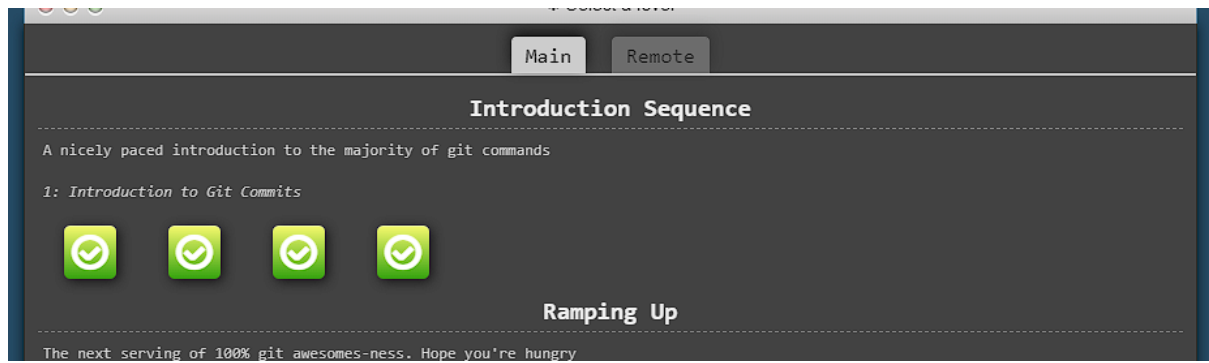 Main Remote
Introduction Sequence
A nicely paced introduction to the majority of git commands
1: Introduction to Git Commits
Ramping Up
The next serving of 100% git awesomes-ness. Hope you're hungry